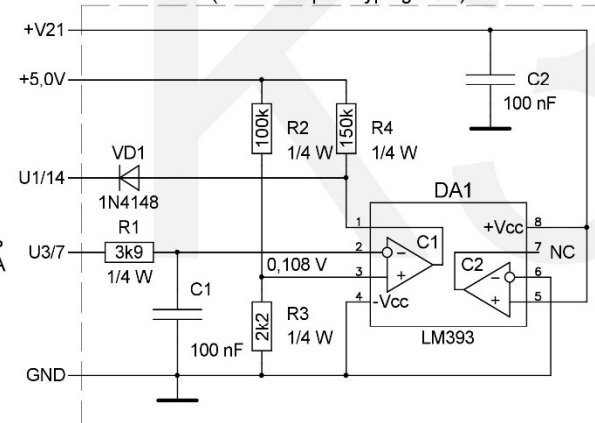 +V21
+5,0V
C2
100 nF
100k
R2
1/4 W
150k
R4
1/4 W
VD1
1N4148
U1/14
DA1
1
+Vcc
8
R1
3k9
1/4 W
U3/7
2
C1
7
NC
C2
0,108 V
3
6
4
-Vcc
5
C1
100 nF
2k2
R3
1/4 W
LM393
GND